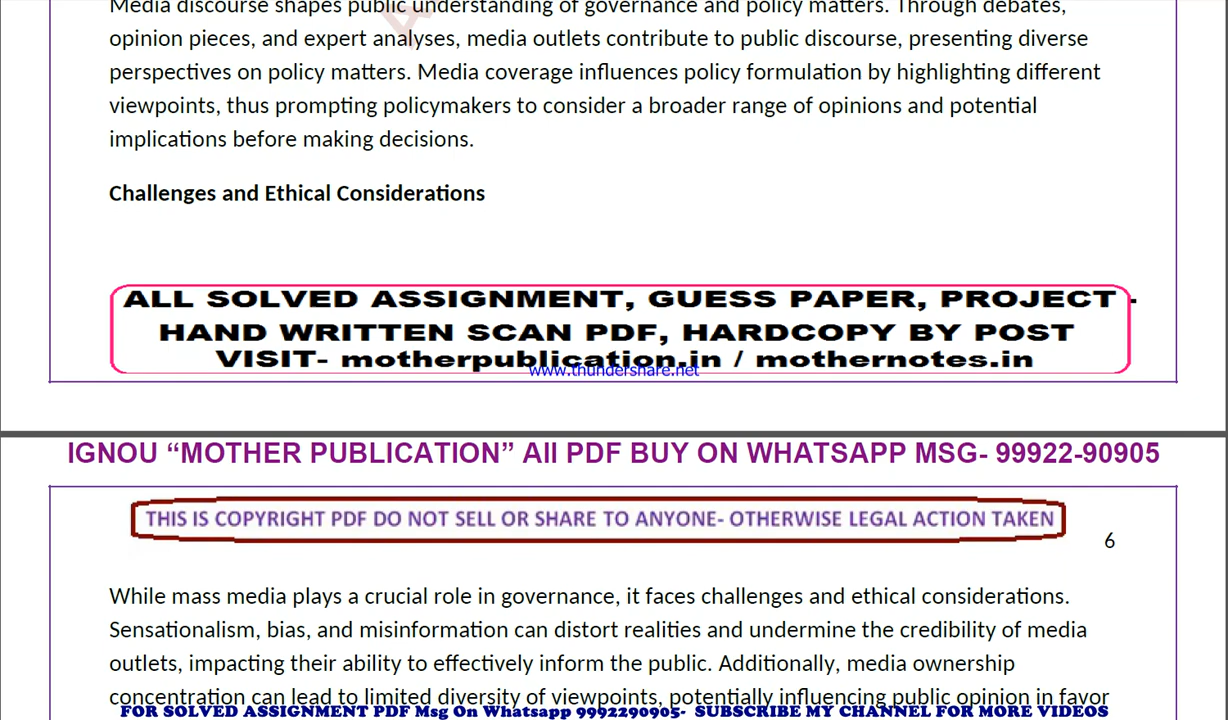 Media discourse shapes public understanding of governance and policy matters. Through debates,
opinion pieces, and expert analyses, media outlets contribute to public discourse, presenting diverse
perspectives on policy matters. Media coverage influences policy formulation by highlighting different
viewpoints, thus prompting policymakers to consider a broader range of opinions and potential
implications before making decisions.
Challenges and Ethical Considerations
ALL SOLVED ASSIGNMENT, GUESS PAPER, PROJECT -
HAND WRITTEN SCAN PDF, HARDCOPY BY POST
VISIT- motherpublication.in / mothernotes.in
www.thundershare.net
IGNOU “MOTHER PUBLICATION” All PDF BUY ON WHATSAPP MSG- 99922-90905
THIS IS COPYRIGHT PDF DO NOT SELL OR SHARE TO ANYONE- OTHERWISE LEGAL ACTION TAKEN
6
While mass media plays a crucial role in governance, it faces challenges and ethical considerations.
Sensationalism, bias, and misinformation can distort realities and undermine the credibility of media
outlets, impacting their ability to effectively inform the public. Additionally, media ownership
concentration can lead to limited diversity of viewpoints, potentially influencing public opinion in favor
FOR SOLVED ASSIGNMENT PDF Msg On Whatsapp 9992290905- SUBSCRIBE MY CHANNEL FOR MORE VIDEOS